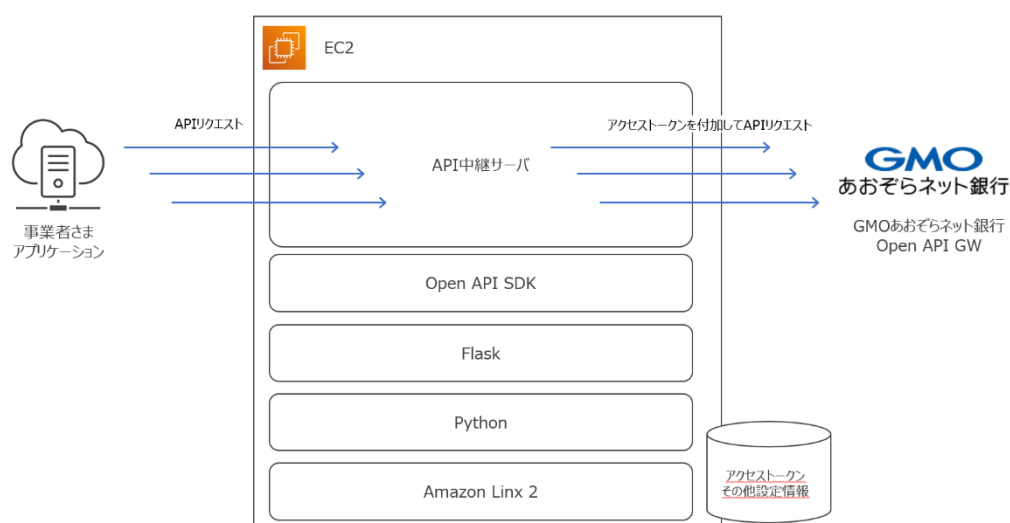 EC2
APIリクエスト
アクセストークンを付加してAPIリクエスト
API中継サーバ
GMO
あおぞらネット銀行
事業者さま
アプリケーション
GMOあおぞらネット銀行
Open API GW
Open API SDK
Flask
Python
Amazon Linx 2
アクセストークン
その他設定情報